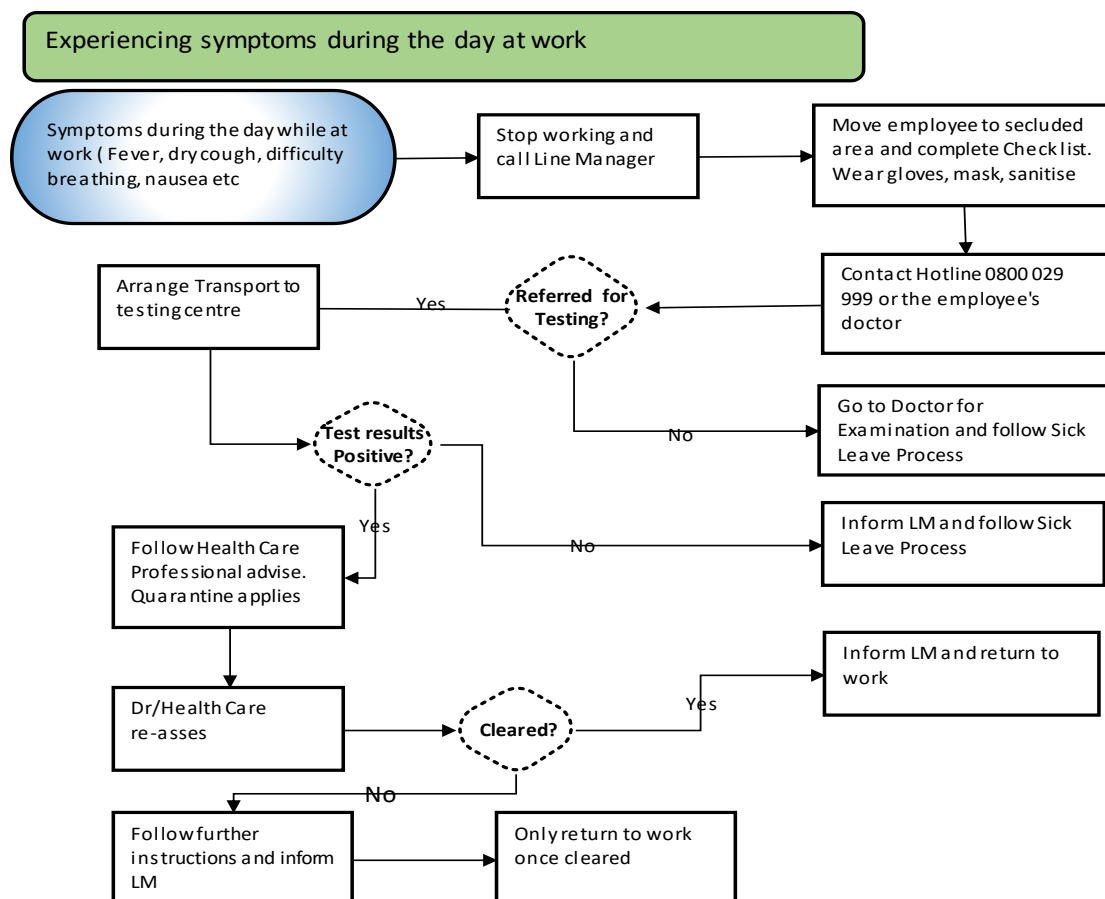 Experiencing symptoms during the day at work
Symptoms during the day while at
work ( Fever, dry cough, difficulty
breathing, nausea etc
Stop working and
call Line Manager
Move employee to secluded
area and complete Check list.
Wear gloves, mask, sanitise
Contact Hotline 0800 029
999 or the employee's
doctor
Referred for
Testing?
Yes
Arrange Transport to
testing centre
No
Go to Doctor for
Examination and follow Sick
Leave Process
Test results
Positive?
No
Inform LM and follow Sick
Leave Process
Yes
Follow Health Care
Professional advise.
Quarantine applies
Dr/Health Care
re-asses
Cleared?
Yes
Inform LM and return to
work
No
Follow further
instructions and inform
LM
Only return to work
once cleared